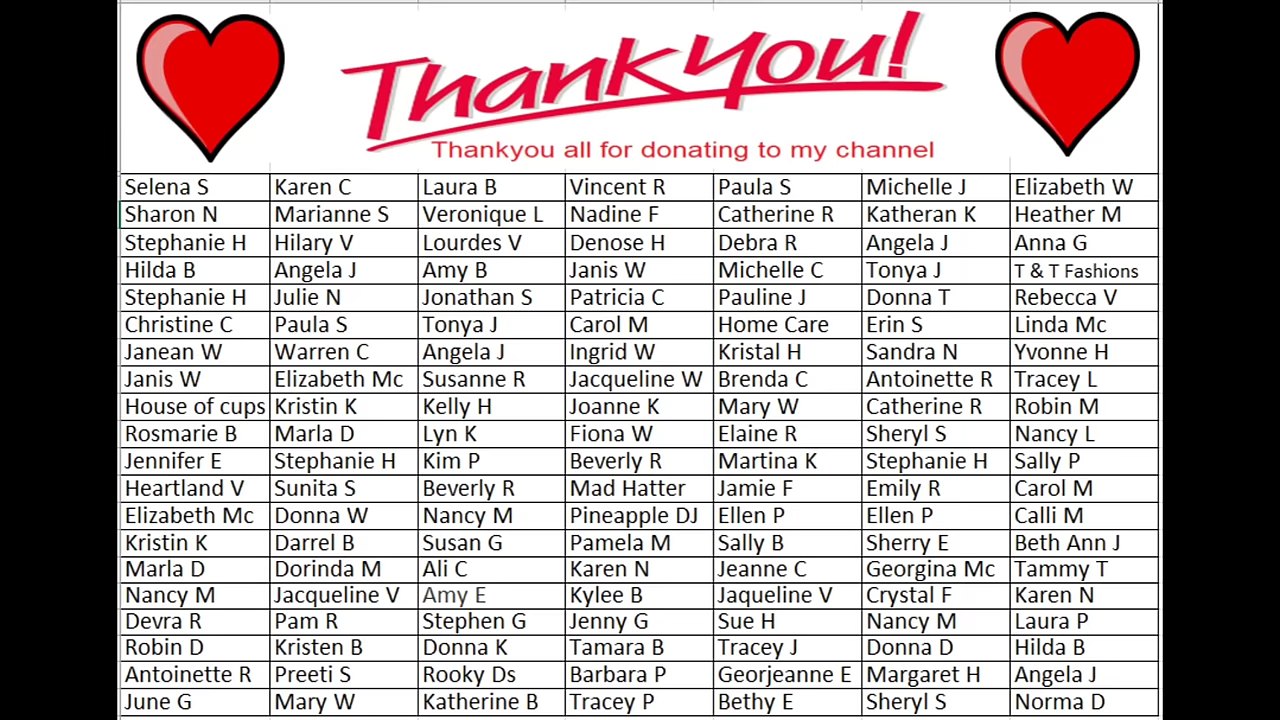 Thank you!
Thankyou all for donating to my channel
Selena S Karen C Laura B Vincent R Paula S Michelle J Elizabeth W
Sharon N Marianne S Veronique L Nadine F Catherine R Katheran K Heather M
Stephanie H Hilary V Lourdes V Denose H Debra R Angela J Anna G
Hilda B Angela J Amy B Janis W Michelle C Tonya J T & T Fashions
Stephanie H Julie N Jonathan S Patricia C Pauline J Donna T Rebecca V
Christine C Paula S Tonya J Carol M Home Care Erin S Linda Mc
Janean W Warren C Angela J Ingrid W Kristal H Sandra N Yvonne H
Janis W Elizabeth Mc Susanne R Jacqueline W Brenda C Antoinette R Tracey L
House of cups Kristin K Kelly H Joanne K Mary W Catherine R Robin M
Rosmarie B Marla D Lyn K Fiona W Elaine R Sheryl S Nancy L
Jennifer E Stephanie H Kim P Beverly R Martina K Stephanie H Sally P
Heartland V Sunita S Beverly R Mad Hatter Jamie F Emily R Carol M
Elizabeth Mc Donna W Nancy M Pineapple DJ Ellen P Ellen P Calli M
Kristin K Darrel B Susan G Pamela M Sally B Sherry E Beth Ann J
Marla D Dorinda M Ali C Karen N Jeanne C Georgina Mc Tammy T
Nancy M Jacqueline V Amy E Kylee B Jaqueline V Crystal F Karen N
Devra R Pam R Stephen G Jenny G Sue H Nancy M Laura P
Robin D Kristen B Donna K Tamara B Tracey J Donna D Hilda B
Antoinette R Preeti S Rooky Ds Barbara P Georjeanne E Margaret H Angela J
June G Mary W Katherine B Tracey P Bethy E Sheryl S Norma D